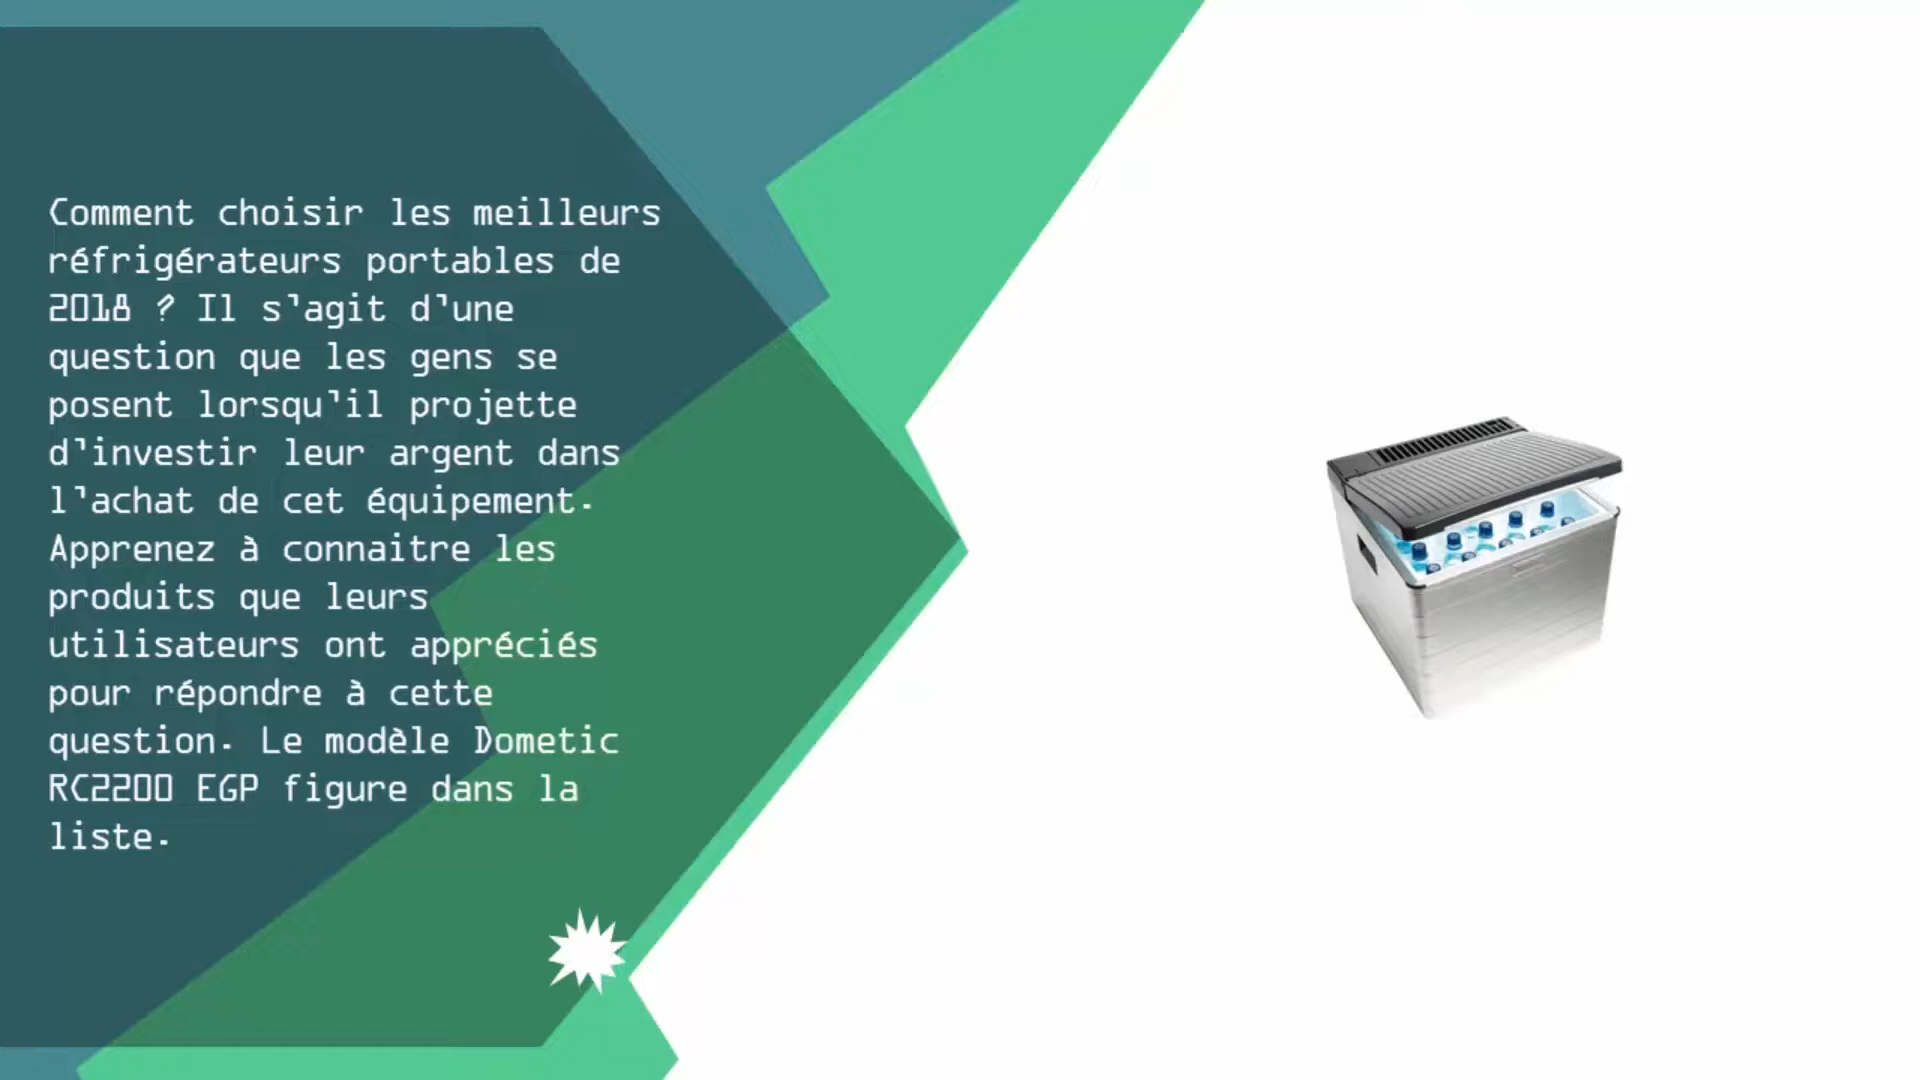 Comment choisir les meilleurs
réfrigérateurs portables de
2018 ? Il s'agit d'une
question que les gens se
posent lorsqu'il projette
d'investir leur argent dans
l'achat de cet équipement.
Apprenez à connaitre les
produits que leurs
utilisateurs ont appréciés
pour répondre à cette
question. Le modèle Dometic
RC2200 EGP figure dans la
liste.